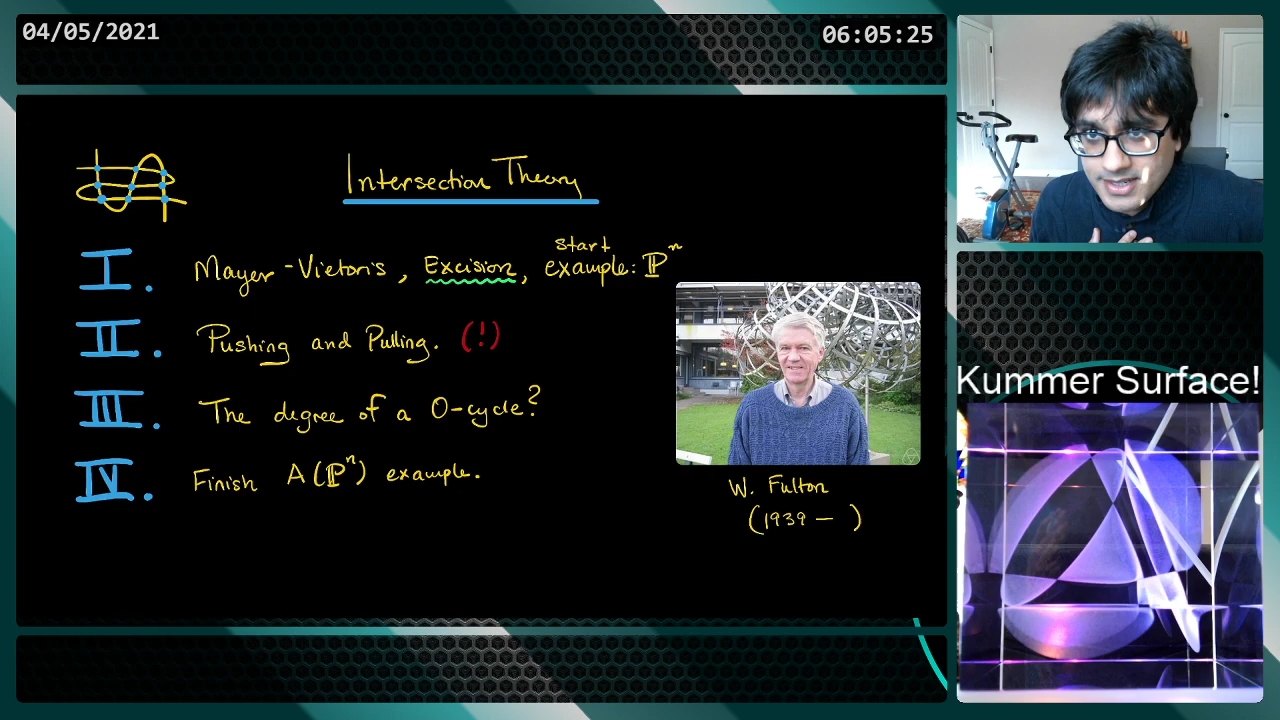 04/05/2021
06:05:25
Intersection Theory
I. Mayer-Vietoris, Excision, start example: ℙⁿ
II. Pushing and Pulling. (!)
III. The degree of a 0-cycle?
IV. Finish A(ℙⁿ) example.
W. Fulton
(1939 - )
Kummer Surface!